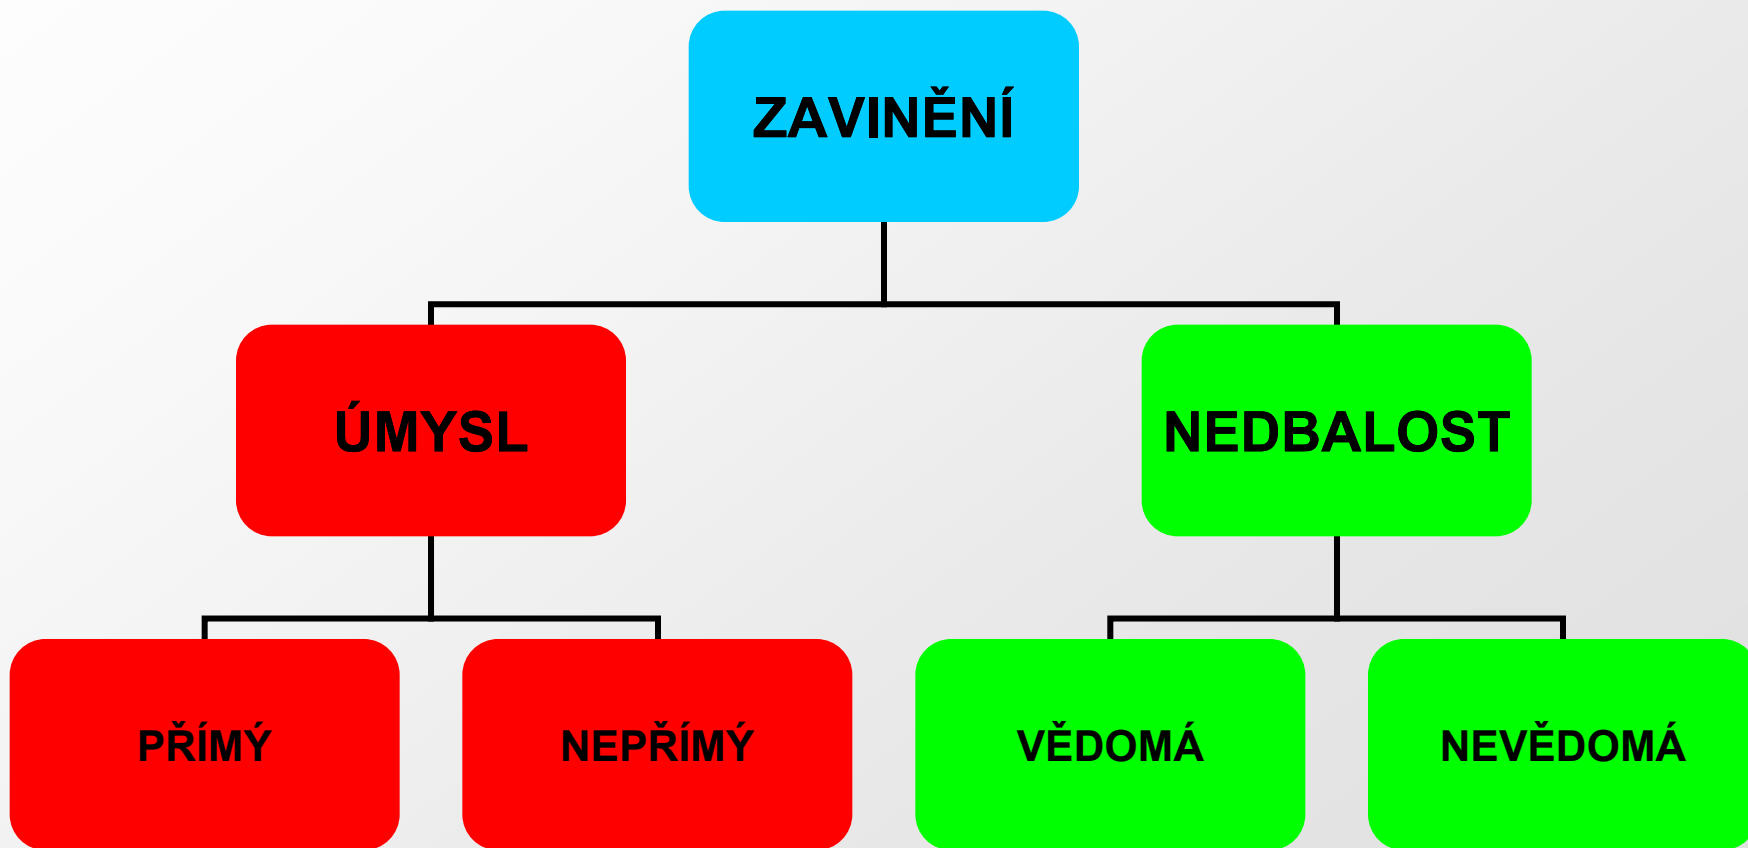 ZAVINĚNÍ
ÚMYSL
NEDBALOST
PŘÍMÝ
NEPŘÍMÝ
VĚDOMÁ
NEVĚDOMÁ